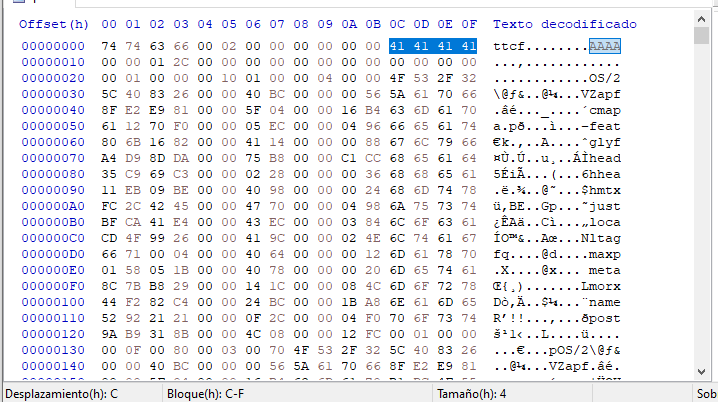 Offset(h) 00 01 02 03 04 05 06 07 08 09 0A 0B 0C 0D 0E 0F Texto decodificado
00000000 74 74 63 66 00 02 00 00 00 00 00 00 41 41 41 41 ttcf........AAAA
00000010 00 00 01 2C 00 00 00 00 00 00 00 00 00 00 00 00 ...,............
00000020 00 01 00 00 00 10 01 00 00 04 00 00 4F 53 2F 32 ............OS/2
00000030 5C 40 83 26 00 00 40 BC 00 00 00 56 5A 61 70 66 \@ƒ&..@¼...VZapf
00000040 8F E2 E9 81 00 00 5F 04 00 00 16 B4 63 6D 61 70 .âé..._....´cmap
00000050 61 12 70 F0 00 00 05 EC 00 00 04 96 66 65 61 74 a.pð...ì...–feat
00000060 80 6B 16 82 00 00 41 14 00 00 00 88 67 6C 79 66 €k.‚..A....ˆglyf
00000070 A4 D9 8D DA 00 00 75 B8 00 00 C1 CC 68 65 61 64 ¤Ù.Ú..u¸..ÁÌhead
00000080 35 C9 69 C3 00 00 02 28 00 00 00 36 68 68 65 61 5ÉiÃ...(...6hhea
00000090 11 EB 09 BE 00 00 40 98 00 00 00 24 68 6D 74 78 .ë.¾..@˜...$hmtx
000000A0 FC 2C 42 45 00 00 47 70 00 00 04 98 6A 75 73 74 ü,BE..Gp...˜just
000000B0 BF CA 41 E4 00 00 43 EC 00 00 03 84 6C 6F 63 61 ¿ÊAä..Cì...„loca
000000C0 CD 4F 99 26 00 00 41 9C 00 00 02 4E 6C 74 61 67 ÍO™&..Aœ...Nltag
000000D0 66 71 00 04 00 00 40 64 00 00 00 12 6D 61 78 70 fq....@d....maxp
000000E0 01 58 05 1B 00 00 40 78 00 00 00 20 6D 65 74 61 .X....@x... meta
000000F0 8C 7B B8 29 00 00 14 1C 00 00 08 4C 6D 6F 72 78 Œ{¸).......Lmorx
00000100 44 F2 82 C4 00 00 24 BC 00 00 1B A8 6E 61 6D 65 Dò‚Ä..$¼...¨name
00000110 52 92 21 21 00 00 0F 2C 00 00 04 F0 70 6F 73 74 R’!!...,...ðpost
00000120 9A B9 31 8B 00 00 4C 08 00 00 12 FC 00 01 00 00 š¹1‹..L....ü....
00000130 00 0F 00 80 00 03 00 70 4F 53 2F 32 5C 40 83 26 ...€...pOS/2\@ƒ&
00000140 00 00 40 BC 00 00 00 56 5A 61 70 66 8F E2 E9 81 ..@¼...VZapf.âé.
Desplazamiento(h): C Bloque(h): C-F Tamaño(h): 4 Sob